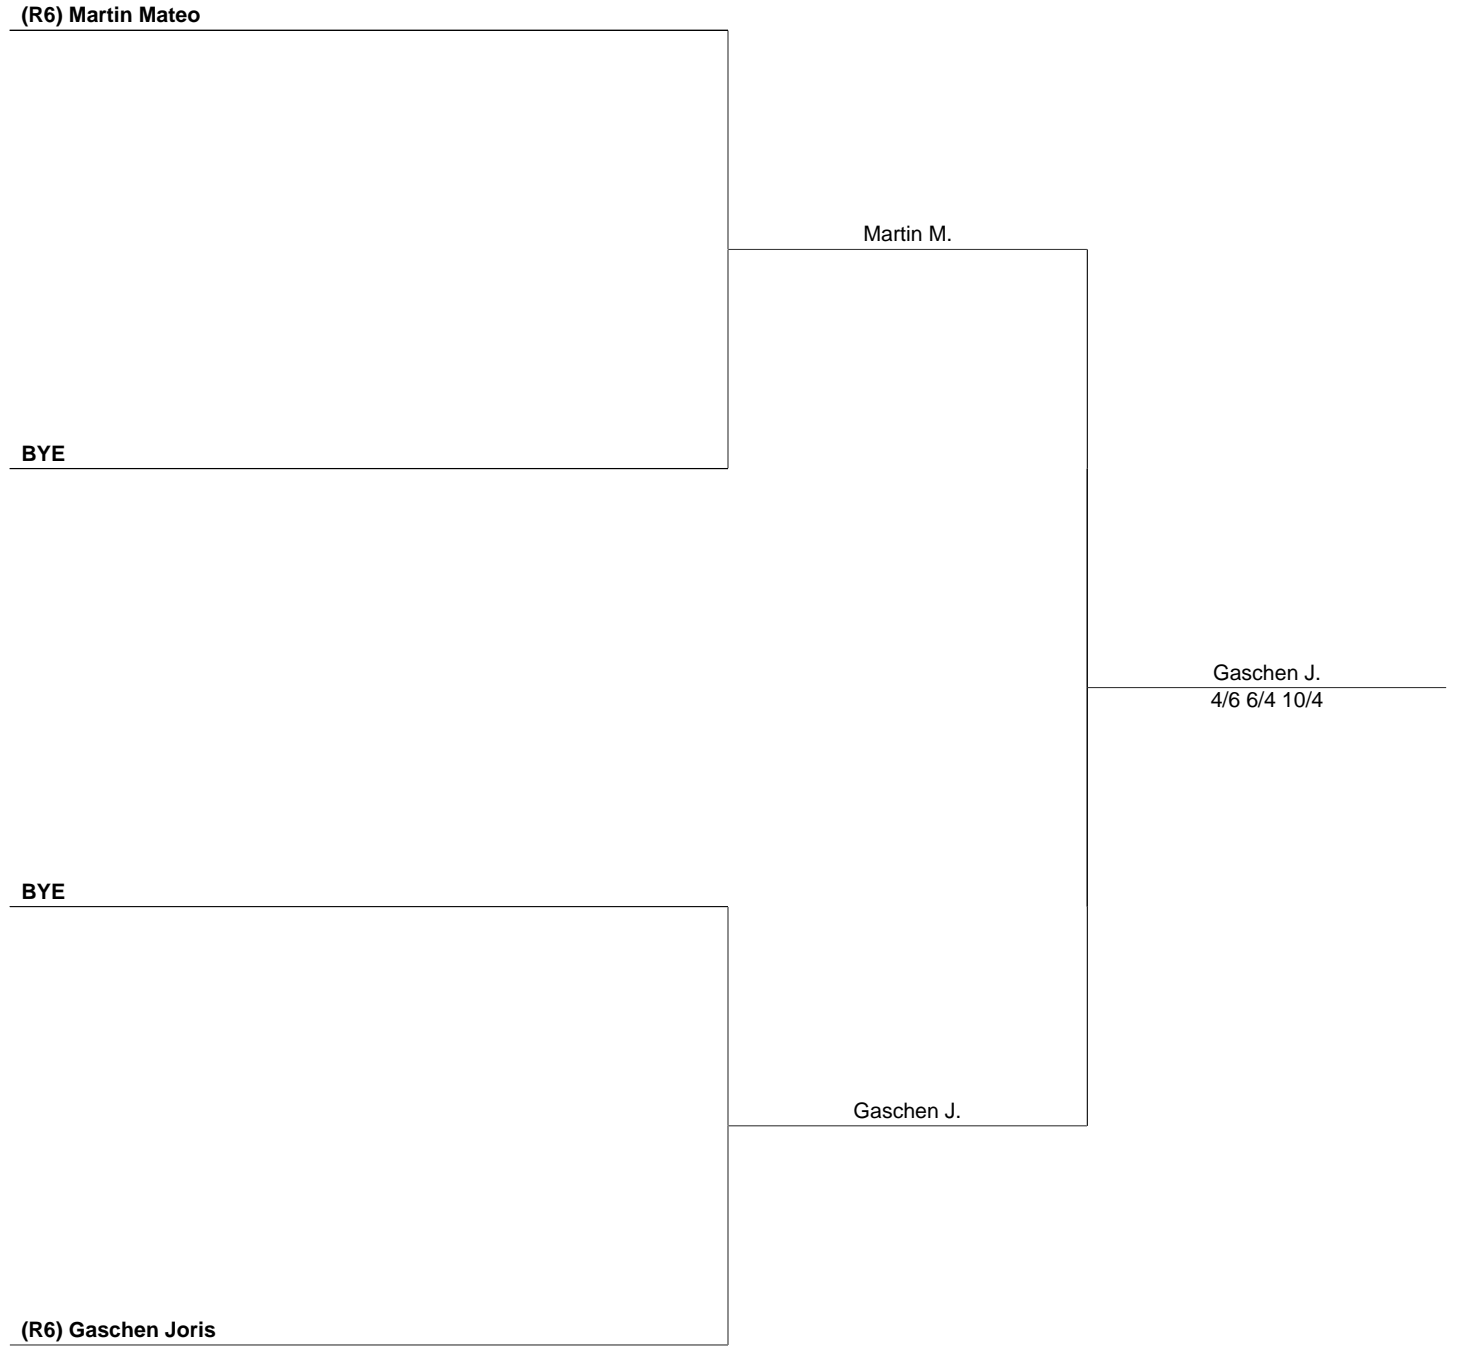 (R6) Martin Mateo
Martin M.
BYE
Gaschen J.
4/6 6/4 10/4
BYE
Gaschen J.
(R6) Gaschen Joris